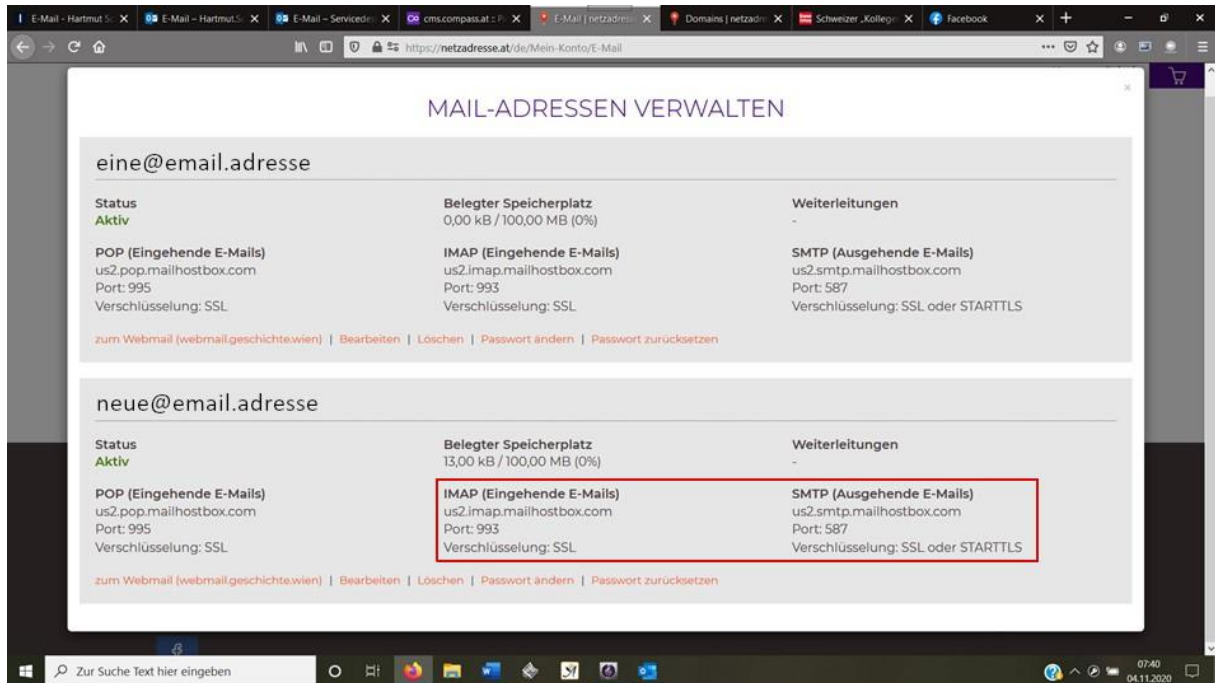 E-Mail - Hartmut Sc
E-Mail – Hartmut.S
E-Mail – Servicedes
cms.compass.at :: P
E-Mail | netzadress
Domains | netzadre
Schweizer „Kollege
Facebook
https://netzadresse.at/de/Mein-Konto/E-Mail
MAIL-ADRESSEN VERWALTEN
eine@email.adresse
Status
Aktiv
Belegter Speicherplatz
0,00 kB / 100,00 MB (0%)
Weiterleitungen
-
POP (Eingehende E-Mails)
us2.pop.mailhostbox.com
Port: 995
Verschlüsselung: SSL
IMAP (Eingehende E-Mails)
us2.imap.mailhostbox.com
Port: 993
Verschlüsselung: SSL
SMTP (Ausgehende E-Mails)
us2.smtp.mailhostbox.com
Port: 587
Verschlüsselung: SSL oder STARTTLS
zum Webmail (webmail.geschichte.wien) | Bearbeiten | Löschen | Passwort ändern | Passwort zurücksetzen
neue@email.adresse
Status
Aktiv
Belegter Speicherplatz
13,00 kB / 100,00 MB (0%)
Weiterleitungen
-
POP (Eingehende E-Mails)
us2.pop.mailhostbox.com
Port: 995
Verschlüsselung: SSL
IMAP (Eingehende E-Mails)
us2.imap.mailhostbox.com
Port: 993
Verschlüsselung: SSL
SMTP (Ausgehende E-Mails)
us2.smtp.mailhostbox.com
Port: 587
Verschlüsselung: SSL oder STARTTLS
zum Webmail (webmail.geschichte.wien) | Bearbeiten | Löschen | Passwort ändern | Passwort zurücksetzen
Zur Suche Text hier eingeben
07:40
04.11.2020